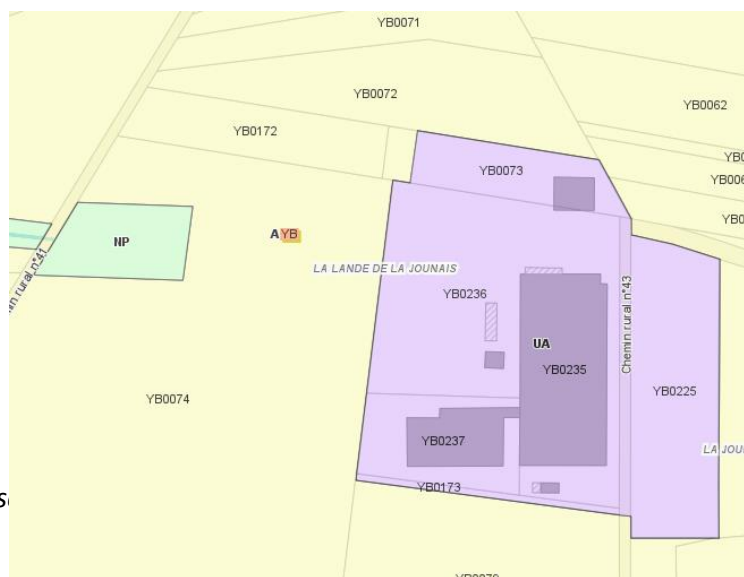 YB0071
YB0072
YB0062
YB0172
YB0073
A YB
NP
LA LANDE DE LA JOUNAIS
YB0236
Chemin rural n°43
UA
YB0235
YB0225
YB0074
YB0237
YB0173